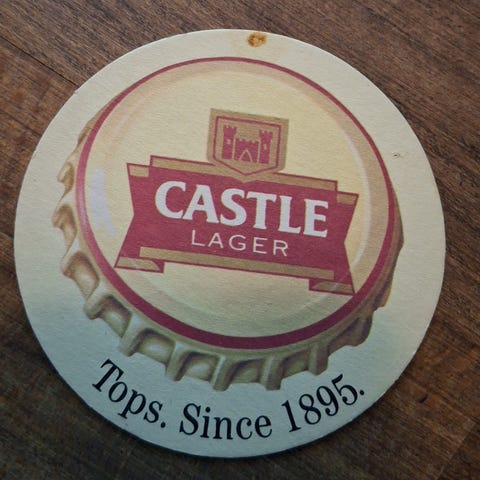 CASTLE
LAGER
Tops. Since 1895.